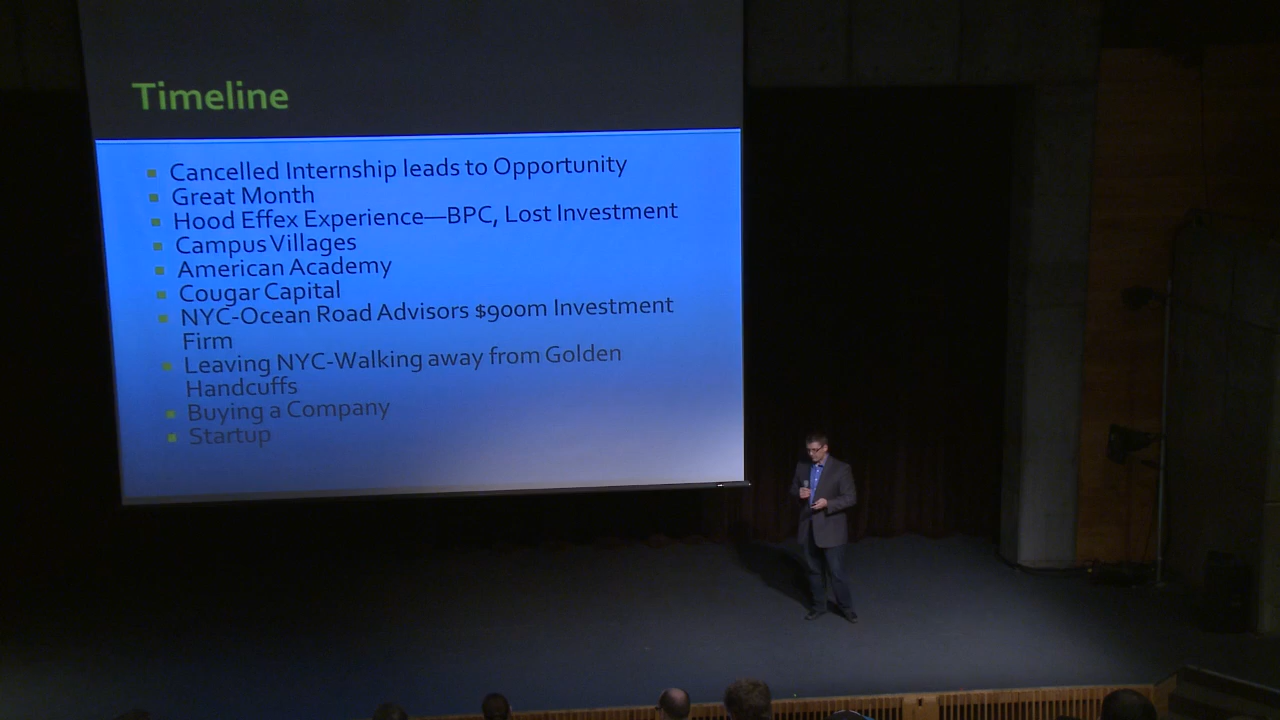 Timeline
Cancelled Internship leads to Opportunity
Great Month
Hood Effex Experience—BPC, Lost Investment
Campus Villages
American Academy
Cougar Capital
NYC-Ocean Road Advisors $900m Investment
Firm
Leaving NYC-Walking away from Golden
Handcuffs
Buying a Company
Startup